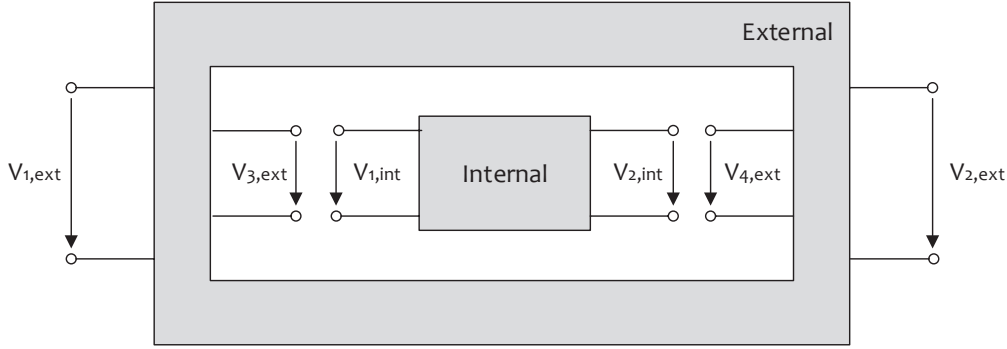 External
V1,ext
V3,ext
V1,int
Internal
V2,int
V4,ext
V2,ext